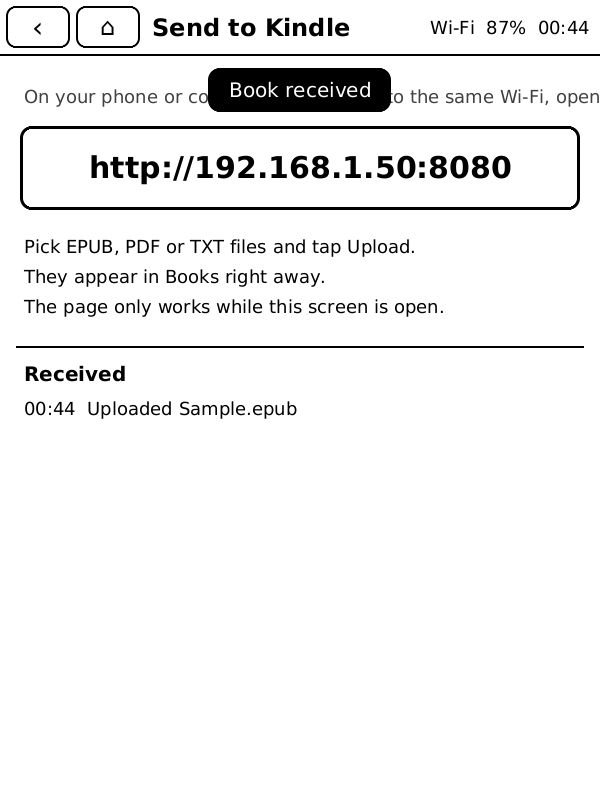 Send to Kindle
Wi-Fi 87% 00:44
Book received
On your phone or co
to the same Wi-Fi, open
http://192.168.1.50:8080
Pick EPUB, PDF or TXT files and tap Upload.
They appear in Books right away.
The page only works while this screen is open.
Received
00:44 Uploaded Sample.epub